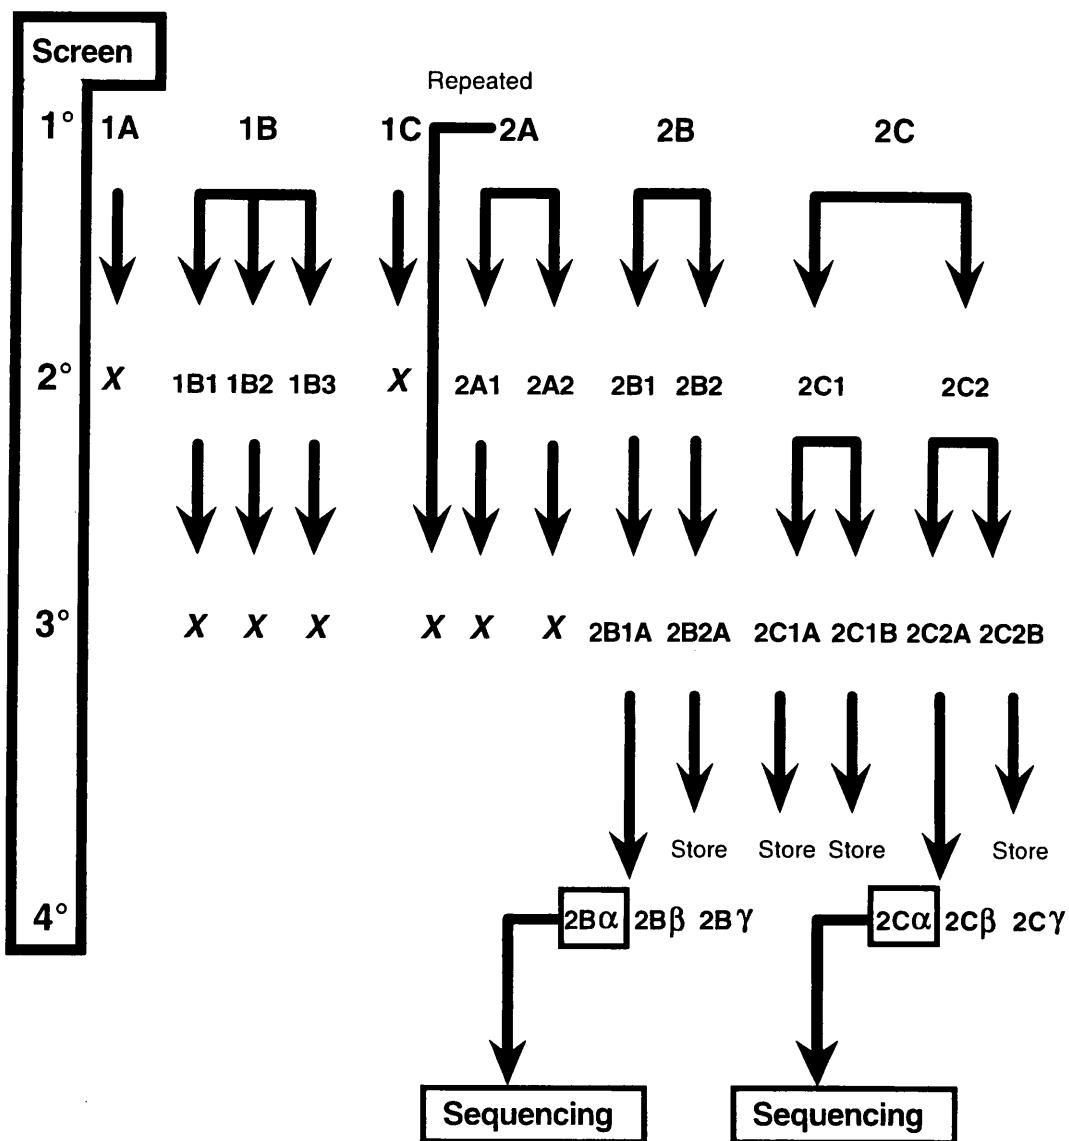 Screen
Repeated
1° 1A 1B 1C 2A 2B 2C
2° X 1B1 1B2 1B3 X 2A1 2A2 2B1 2B2 2C1 2C2
3° X X X X X X 2B1A 2B2A 2C1A 2C1B 2C2A 2C2B
Store Store Store Store
4° 2Bα 2Bβ 2Bγ 2Cα 2Cβ 2Cγ
Sequencing Sequencing